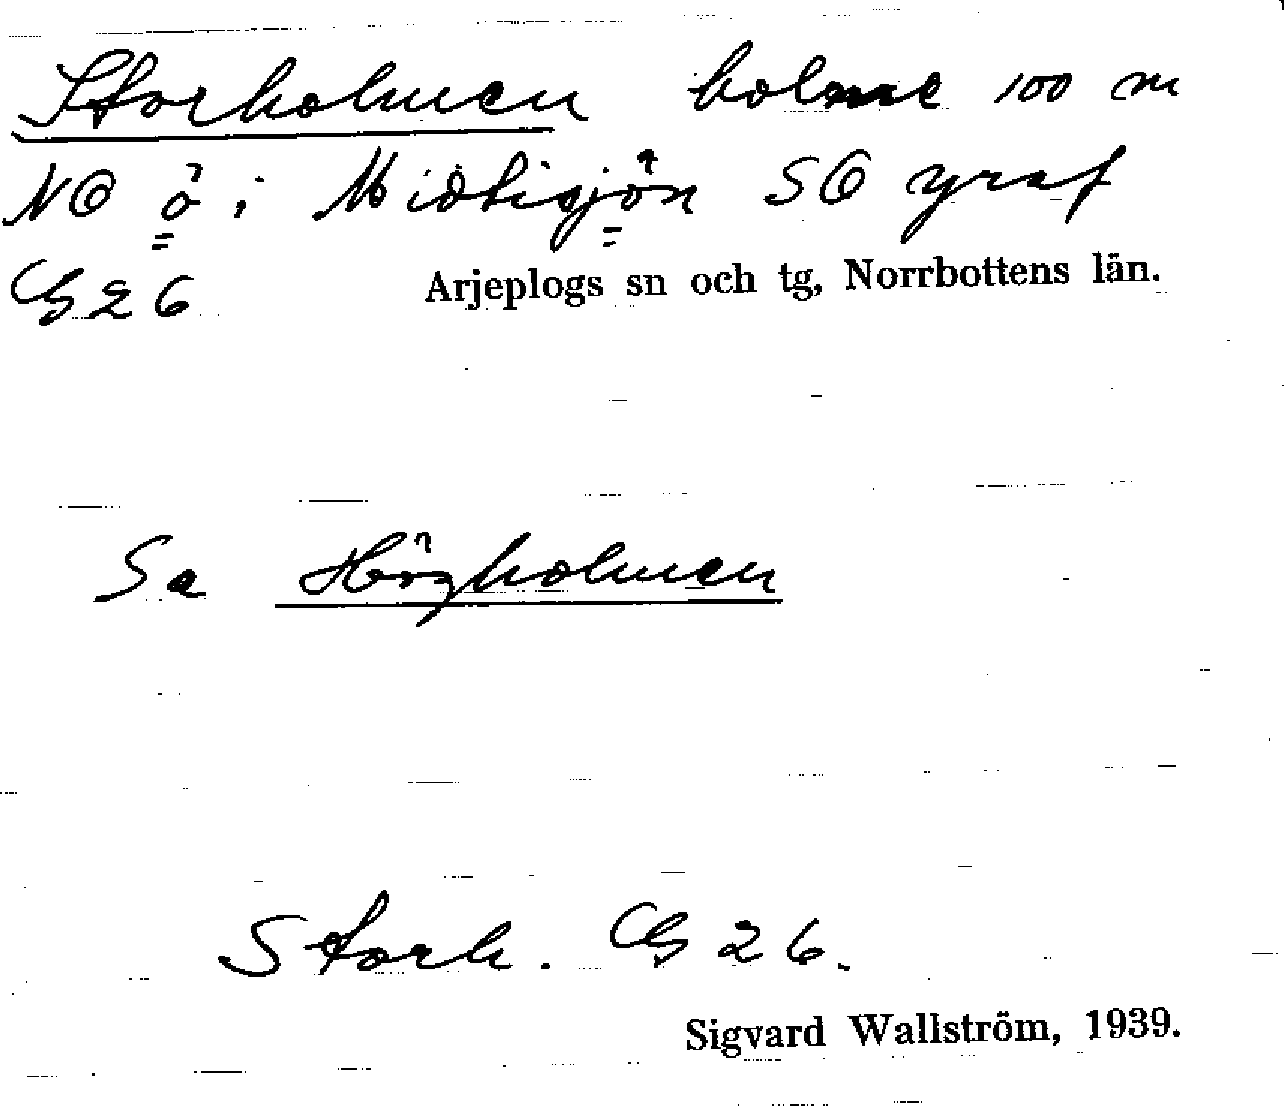 Storholmen holme 100 m
NO ö i Midtisjön SO graf
G 26
Arjeplogs sn och tg, Norrbottens län.
Se Högholmen
Storh. G 26.
Sigvard Wallström, 1939.